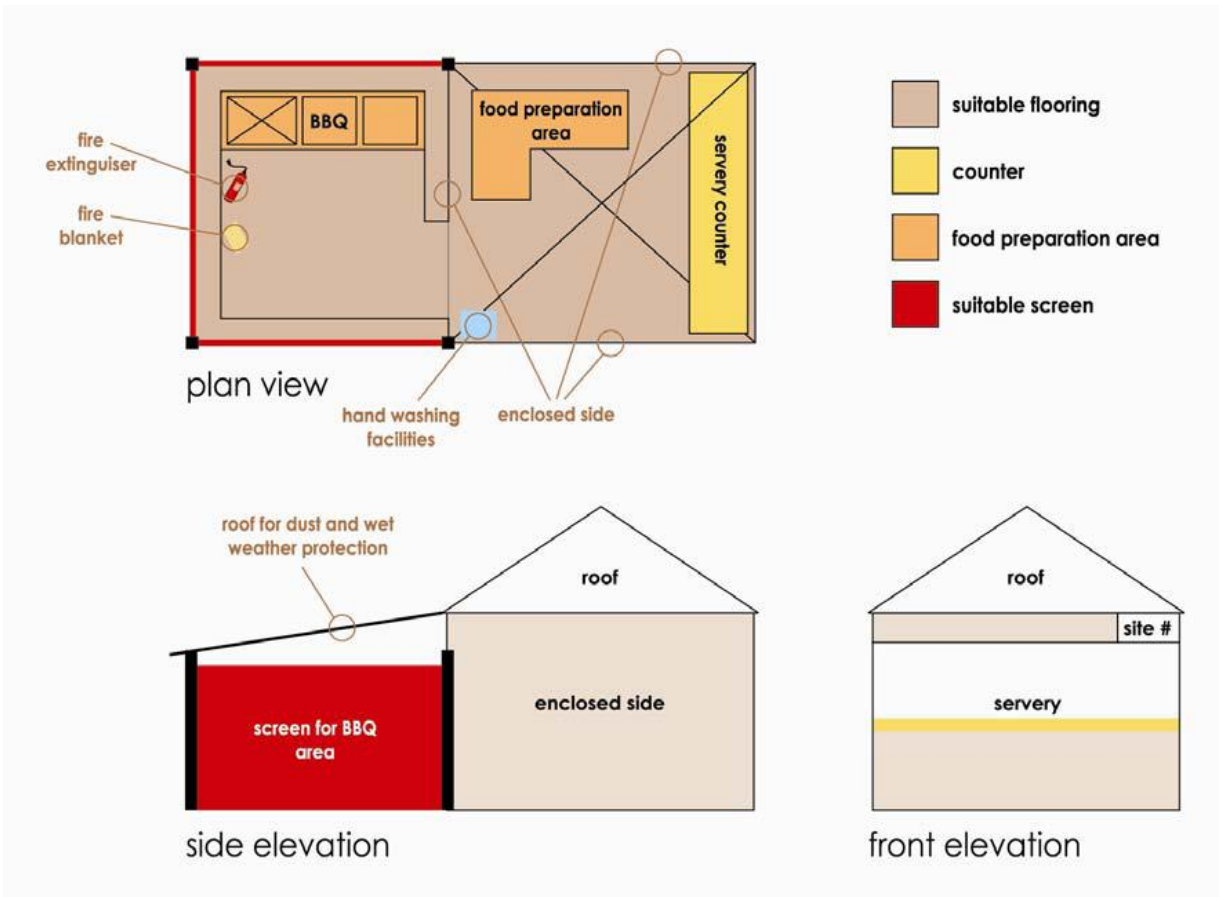 fire
extinguiser
fire
blanket
BBQ
food preparation
area
servery counter
suitable flooring
counter
food preparation area
suitable screen
plan view
hand washing
facilities
enclosed side
roof for dust and wet
weather protection
roof
enclosed side
screen for BBQ
area
side elevation
roof
site #
servery
front elevation